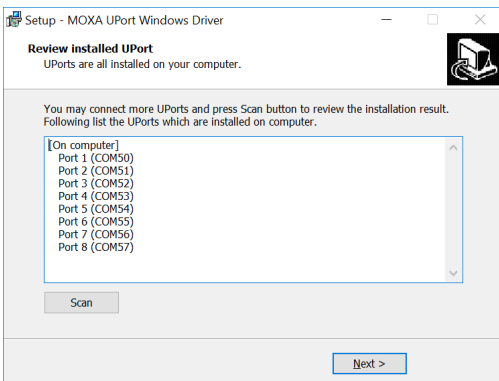 Setup - MOXA UPort Windows Driver
Review installed UPort
UPorts are all installed on your computer.
You may connect more UPorts and press Scan button to review the installation result.
Following list the UPorts which are installed on computer.
[On computer]
Port 1 (COM50)
Port 2 (COM51)
Port 3 (COM52)
Port 4 (COM53)
Port 5 (COM54)
Port 6 (COM55)
Port 7 (COM56)
Port 8 (COM57)
Scan
Next >